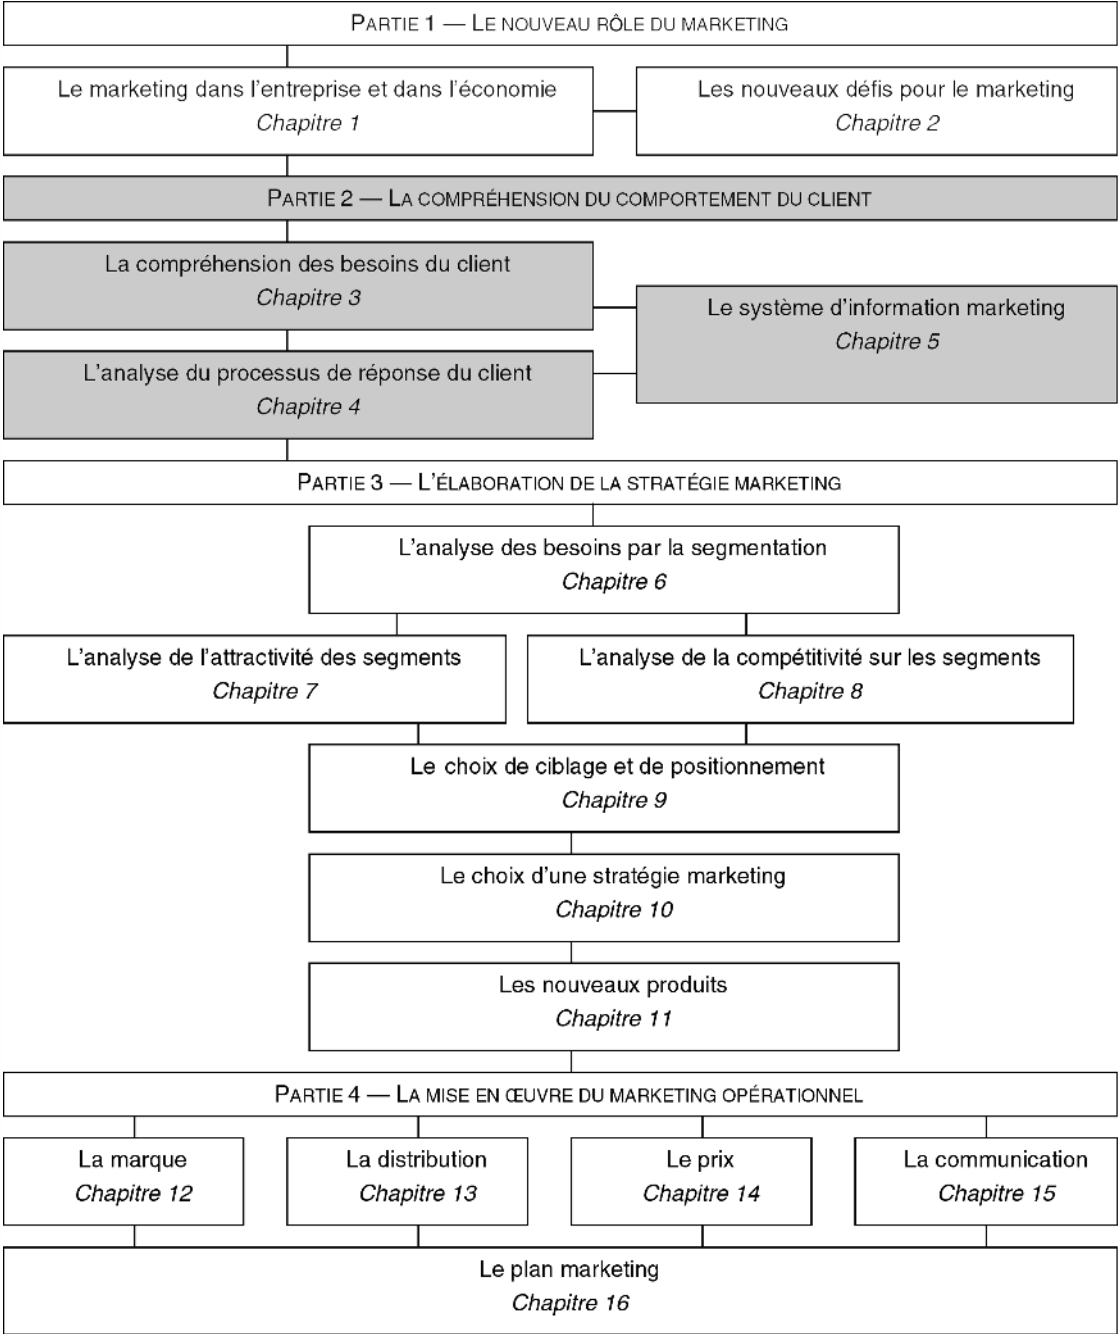 PARTIE 1 — LE NOUVEAU RÔLE DU MARKETING
Le marketing dans l'entreprise et dans l'économie
Chapitre 1
Les nouveaux défis pour le marketing
Chapitre 2
PARTIE 2 — LA COMPRÉHENSION DU COMPORTEMENT DU CLIENT
La compréhension des besoins du client
Chapitre 3
Le système d'information marketing
Chapitre 5
L'analyse du processus de réponse du client
Chapitre 4
PARTIE 3 — L'ÉLABORATION DE LA STRATÉGIE MARKETING
L'analyse des besoins par la segmentation
Chapitre 6
L'analyse de l'attractivité des segments
Chapitre 7
L'analyse de la compétitivité sur les segments
Chapitre 8
Le choix de ciblage et de positionnement
Chapitre 9
Le choix d'une stratégie marketing
Chapitre 10
Les nouveaux produits
Chapitre 11
PARTIE 4 — LA MISE EN ŒUVRE DU MARKETING OPÉRATIONNEL
La marque
Chapitre 12
La distribution
Chapitre 13
Le prix
Chapitre 14
La communication
Chapitre 15
Le plan marketing
Chapitre 16